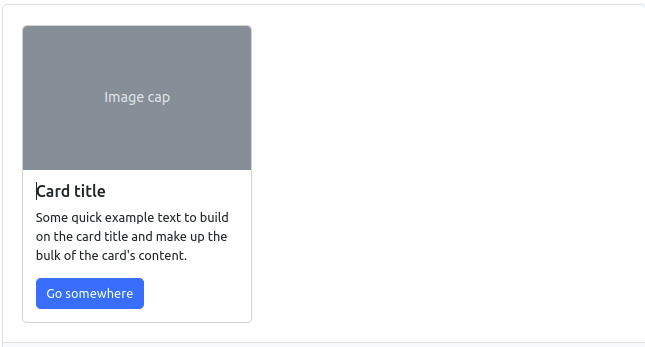 Image cap
Card title
Some quick example text to build
on the card title and make up the
bulk of the card's content.
Go somewhere